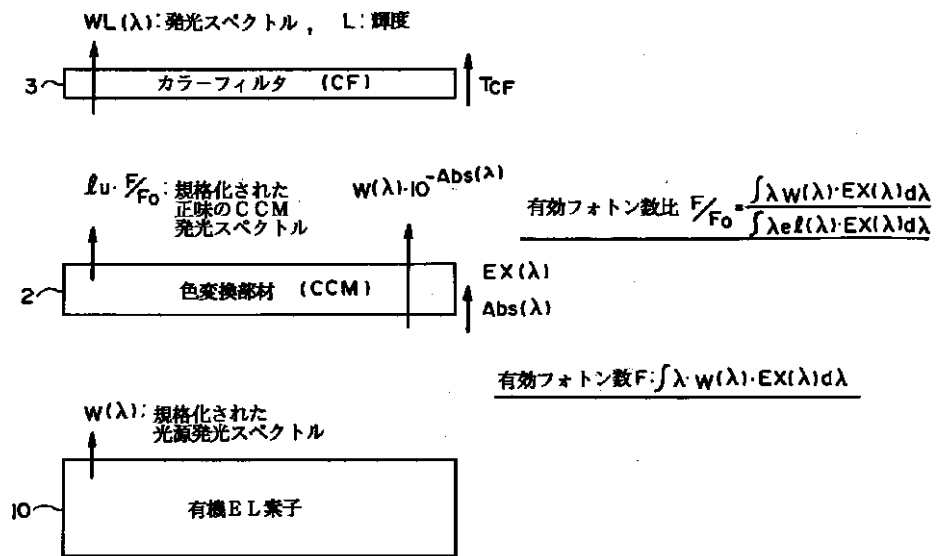 WL(λ):発光スペクトル , L:輝度
3 カラーフィルタ (CF) TCF
ℓu・F/Fo:規格化された
正味のCCM
発光スペクトル
W(λ)・10^-Abs(λ)
有効フォトン数比 F/Fo = ∫λW(λ)・EX(λ)dλ
∫λeℓ(λ)・EX(λ)dλ
2 色変換部材 (CCM) EX(λ)
Abs(λ)
有効フォトン数F:∫λ・W(λ)・EX(λ)dλ
W(λ):規格化された
光源発光スペクトル
10 有機EL素子